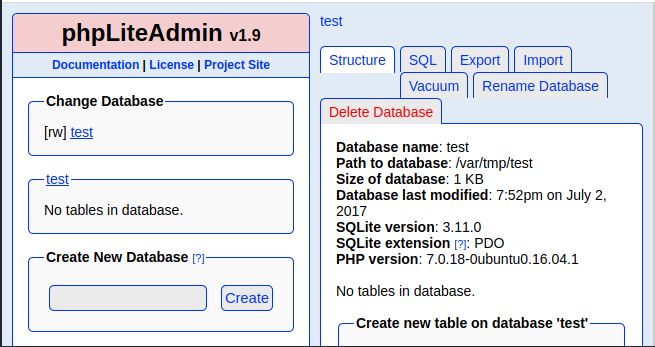 phpLiteAdmin v1.9
Documentation | License | Project Site
Change Database
[rw] test
test
No tables in database.
Create New Database [?]
Create
test
Structure SQL Export Import
Vacuum Rename Database
Delete Database
Database name: test
Path to database: /var/tmp/test
Size of database: 1 KB
Database last modified: 7:52pm on July 2,
2017
SQLite version: 3.11.0
SQLite extension [?]: PDO
PHP version: 7.0.18-0ubuntu0.16.04.1
No tables in database.
Create new table on database 'test'